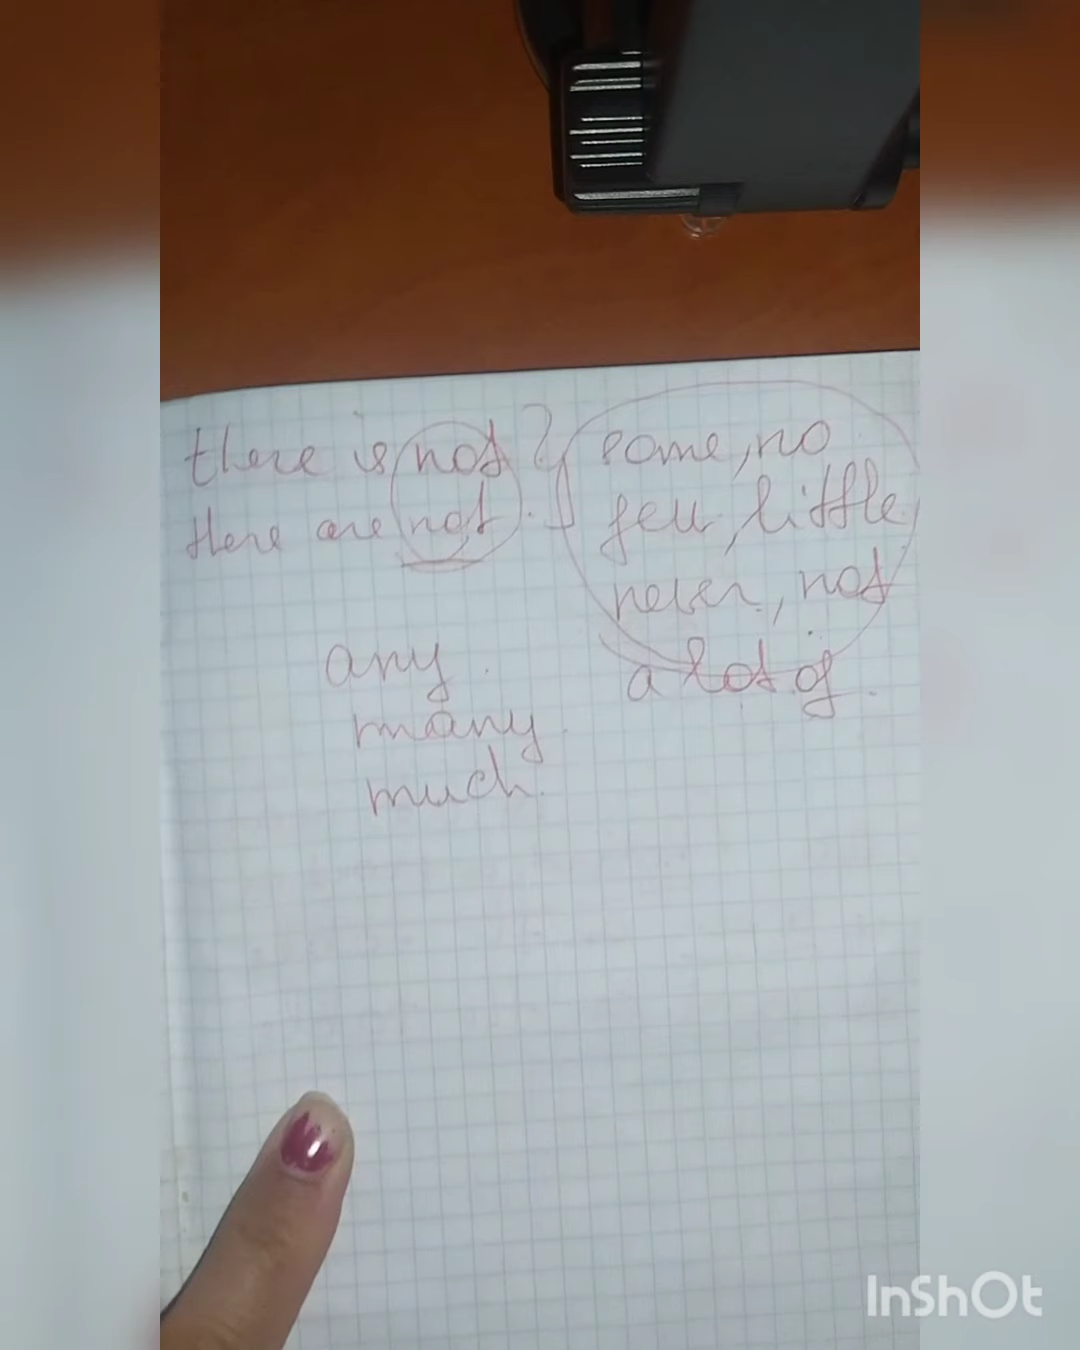 there is not ? some, no
there are not. few, little,
never, not
any. a lot of.
many.
much.
InShOt